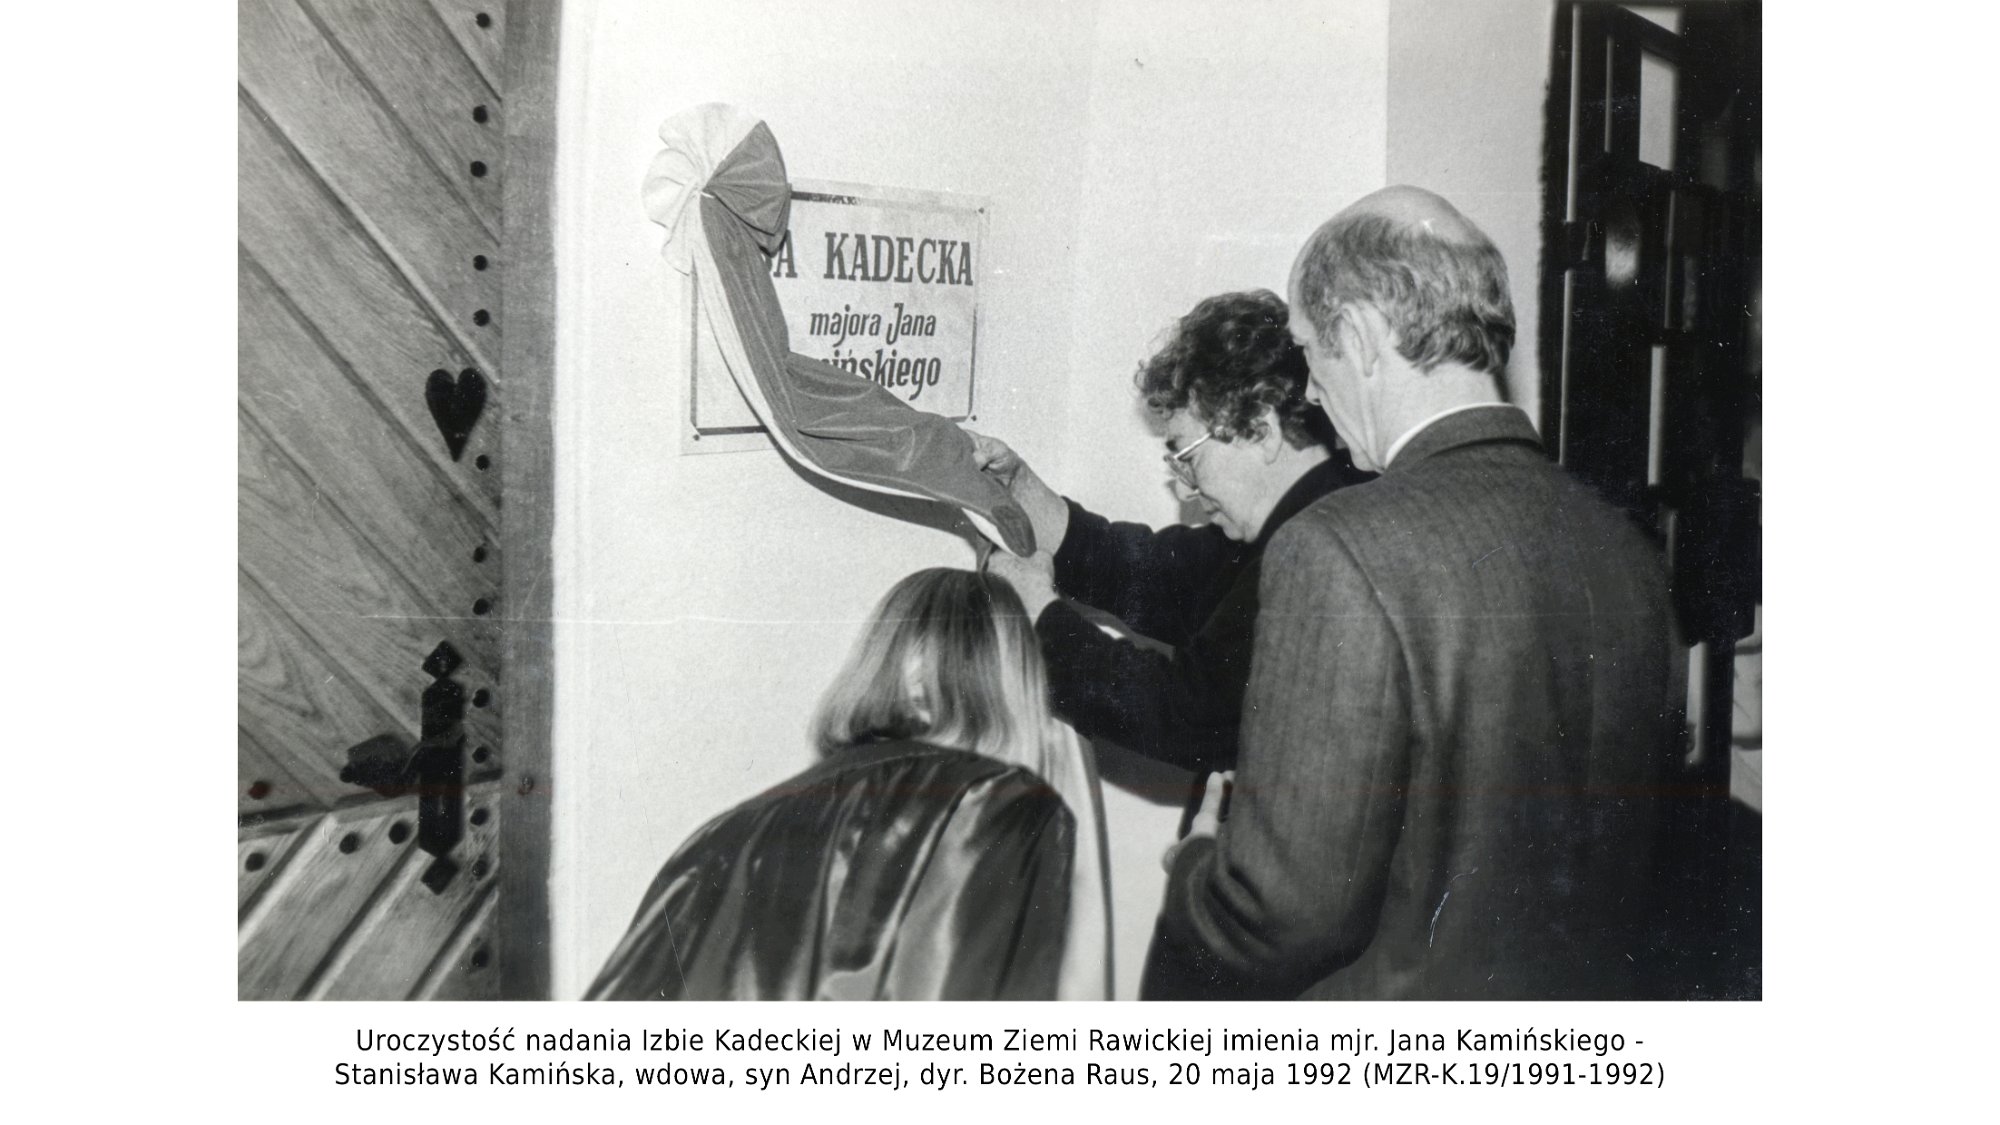 KADECKA
majora Jana
Uroczystość nadania Izbie Kadeckiej w Muzeum Ziemi Rawickiej imienia mjr. Jana Kamińskiego -
Stanisława Kamińska, wdowa, syn Andrzej, dyr. Bożena Raus, 20 maja 1992 (MZR-K.19/1991-1992)